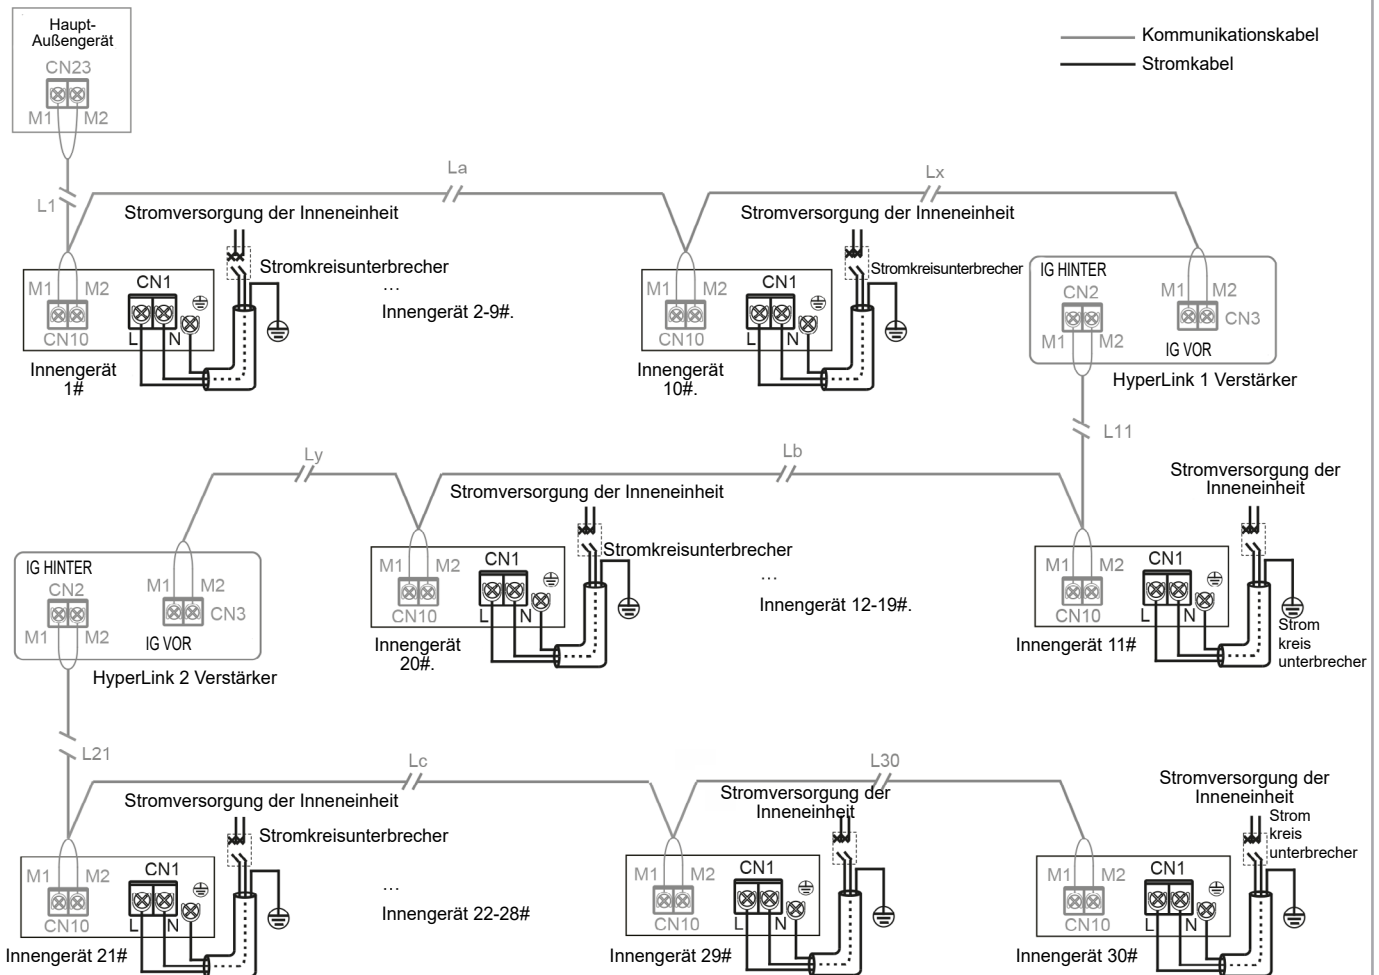 Haupt-
Außengerät
CN23
M1 M2
Kommunikationskabel
Stromkabel
L1
La
Lx
Stromversorgung der Inneneinheit
Stromkreisunterbrecher
M1 M2 CN1
CN10 L N
Innengerät
1#
...
Innengerät 2-9#.
Stromversorgung der Inneneinheit
Stromkreisunterbrecher
M1 M2 CN1
CN10 L N
Innengerät
10#.
IG HINTER
CN2
M1 M2
M1 M2
CN3
IG VOR
HyperLink 1 Verstärker
L11
Ly
Lb
IG HINTER
CN2
M1 M2
M1 M2
CN3
IG VOR
HyperLink 2 Verstärker
Stromversorgung der Inneneinheit
Stromkreisunterbrecher
M1 M2 CN1
CN10 L N
Innengerät
20#.
...
Innengerät 12-19#.
Stromversorgung der
Inneneinheit
M1 M2 CN1
CN10 L N
Innengerät 11#
Strom
kreis
unterbrecher
L21
Lc
L30
Stromversorgung der Inneneinheit
Stromkreisunterbrecher
M1 M2 CN1
CN10 L N
Innengerät 21#
...
Innengerät 22-28#
Stromversorgung der
Inneneinheit
M1 M2 CN1
CN10 L N
Innengerät 29#
Stromversorgung der
Inneneinheit
Strom
kreis
unterbrecher
M1 M2 CN1
CN10 L N
Innengerät 30#